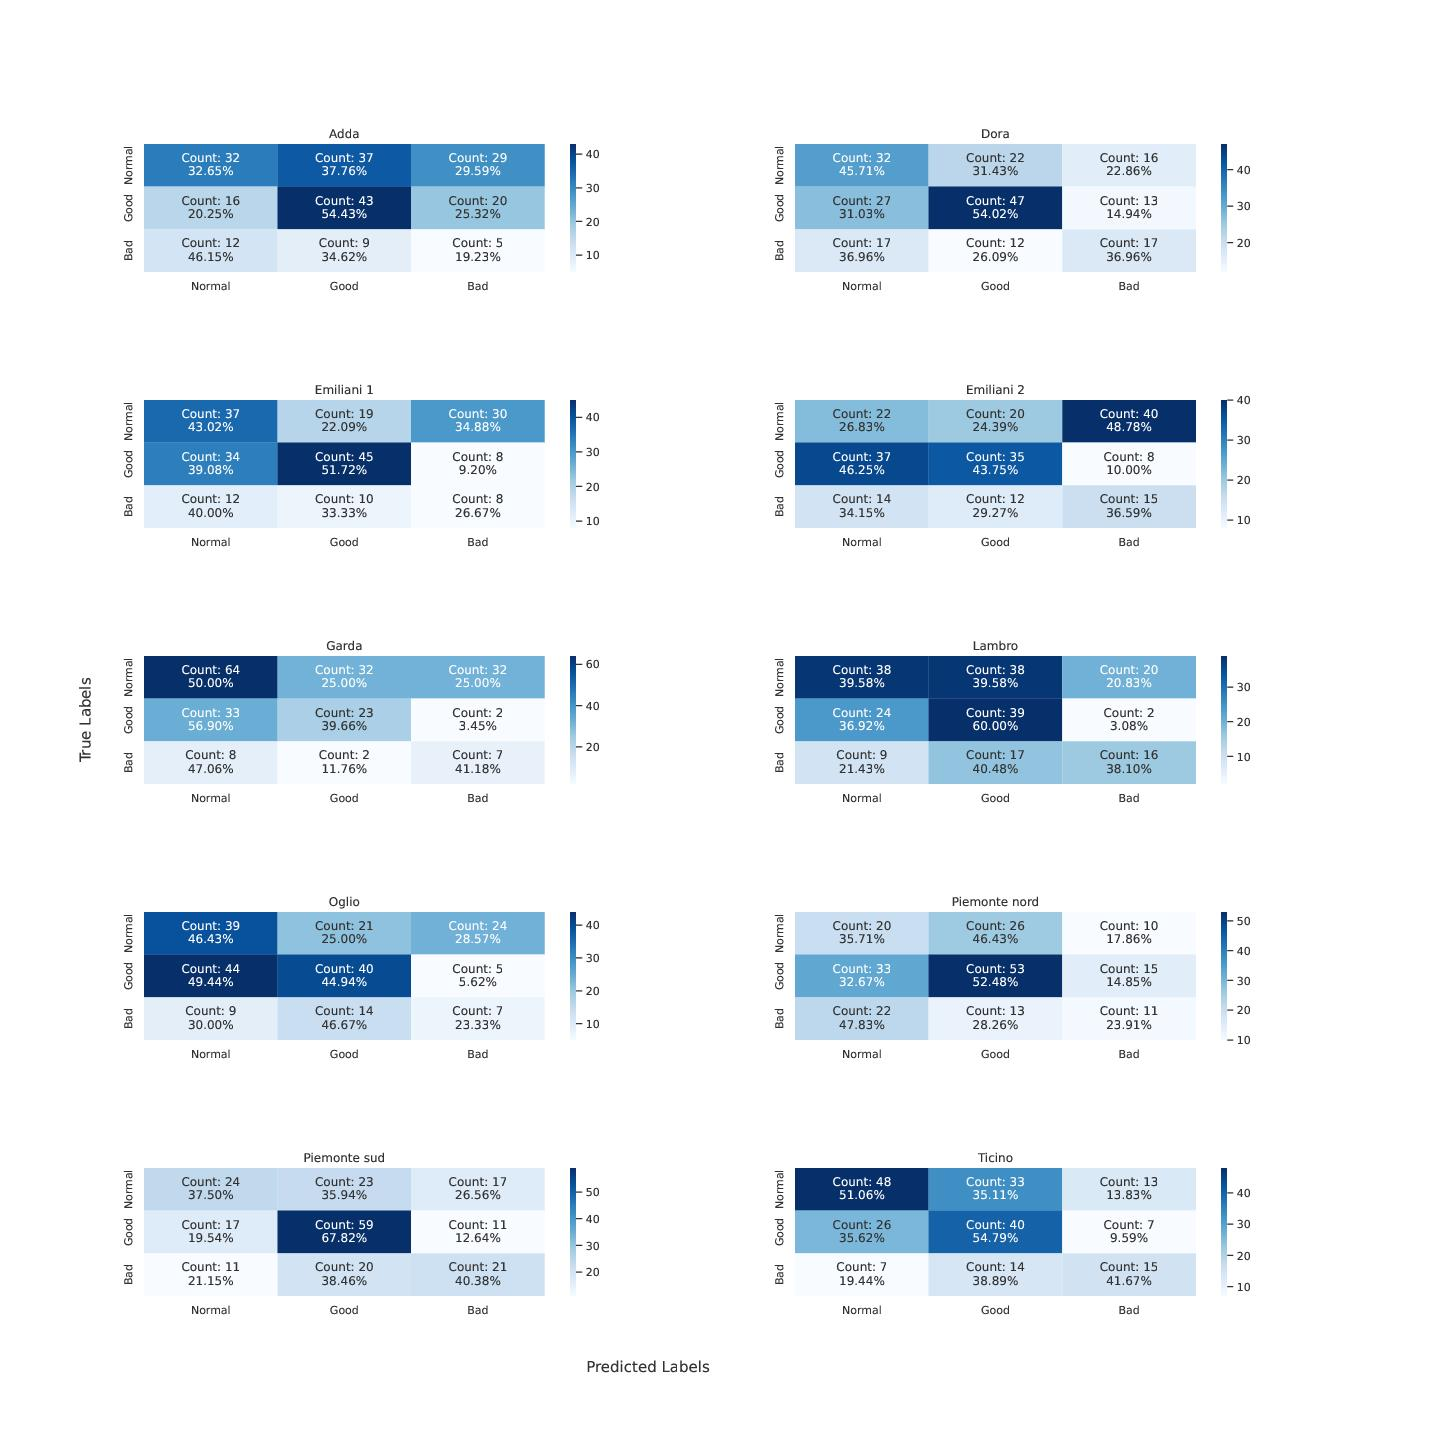 Adda
Normal
Count: 32
32.65%
Count: 37
37.76%
Count: 29
29.59%
Good
Count: 16
20.25%
Count: 43
54.43%
Count: 20
25.32%
Bad
Count: 12
46.15%
Count: 9
34.62%
Count: 5
19.23%
Normal
Good
Bad
40
30
20
10
Dora
Normal
Count: 32
45.71%
Count: 22
31.43%
Count: 16
22.86%
Good
Count: 27
31.03%
Count: 47
54.02%
Count: 13
14.94%
Bad
Count: 17
36.96%
Count: 12
26.09%
Count: 17
36.96%
Normal
Good
Bad
40
30
20
Emiliani 1
Normal
Count: 37
43.02%
Count: 19
22.09%
Count: 30
34.88%
Good
Count: 34
39.08%
Count: 45
51.72%
Count: 8
9.20%
Bad
Count: 12
40.00%
Count: 10
33.33%
Count: 8
26.67%
Normal
Good
Bad
40
30
20
10
Emiliani 2
Normal
Count: 22
26.83%
Count: 20
24.39%
Count: 40
48.78%
Good
Count: 37
46.25%
Count: 35
43.75%
Count: 8
10.00%
Bad
Count: 14
34.15%
Count: 12
29.27%
Count: 15
36.59%
Normal
Good
Bad
40
30
20
10
True Labels
Garda
Normal
Count: 64
50.00%
Count: 32
25.00%
Count: 32
25.00%
Good
Count: 33
56.90%
Count: 23
39.66%
Count: 2
3.45%
Bad
Count: 8
47.06%
Count: 2
11.76%
Count: 7
41.18%
Normal
Good
Bad
60
40
20
Lambro
Normal
Count: 38
39.58%
Count: 38
39.58%
Count: 20
20.83%
Good
Count: 24
36.92%
Count: 39
60.00%
Count: 2
3.08%
Bad
Count: 9
21.43%
Count: 17
40.48%
Count: 16
38.10%
Normal
Good
Bad
30
20
10
Oglio
Normal
Count: 39
46.43%
Count: 21
25.00%
Count: 24
28.57%
Good
Count: 44
49.44%
Count: 40
44.94%
Count: 5
5.62%
Bad
Count: 9
30.00%
Count: 14
46.67%
Count: 7
23.33%
Normal
Good
Bad
40
30
20
10
Piemonte nord
Normal
Count: 20
35.71%
Count: 26
46.43%
Count: 10
17.86%
Good
Count: 33
32.67%
Count: 53
52.48%
Count: 15
14.85%
Bad
Count: 22
47.83%
Count: 13
28.26%
Count: 11
23.91%
Normal
Good
Bad
50
40
30
20
10
Piemonte sud
Normal
Count: 24
37.50%
Count: 23
35.94%
Count: 17
26.56%
Good
Count: 17
19.54%
Count: 59
67.82%
Count: 11
12.64%
Bad
Count: 11
21.15%
Count: 20
38.46%
Count: 21
40.38%
Normal
Good
Bad
50
40
30
20
Ticino
Normal
Count: 48
51.06%
Count: 33
35.11%
Count: 13
13.83%
Good
Count: 26
35.62%
Count: 40
54.79%
Count: 7
9.59%
Bad
Count: 7
19.44%
Count: 14
38.89%
Count: 15
41.67%
Normal
Good
Bad
40
30
20
10
Predicted Labels